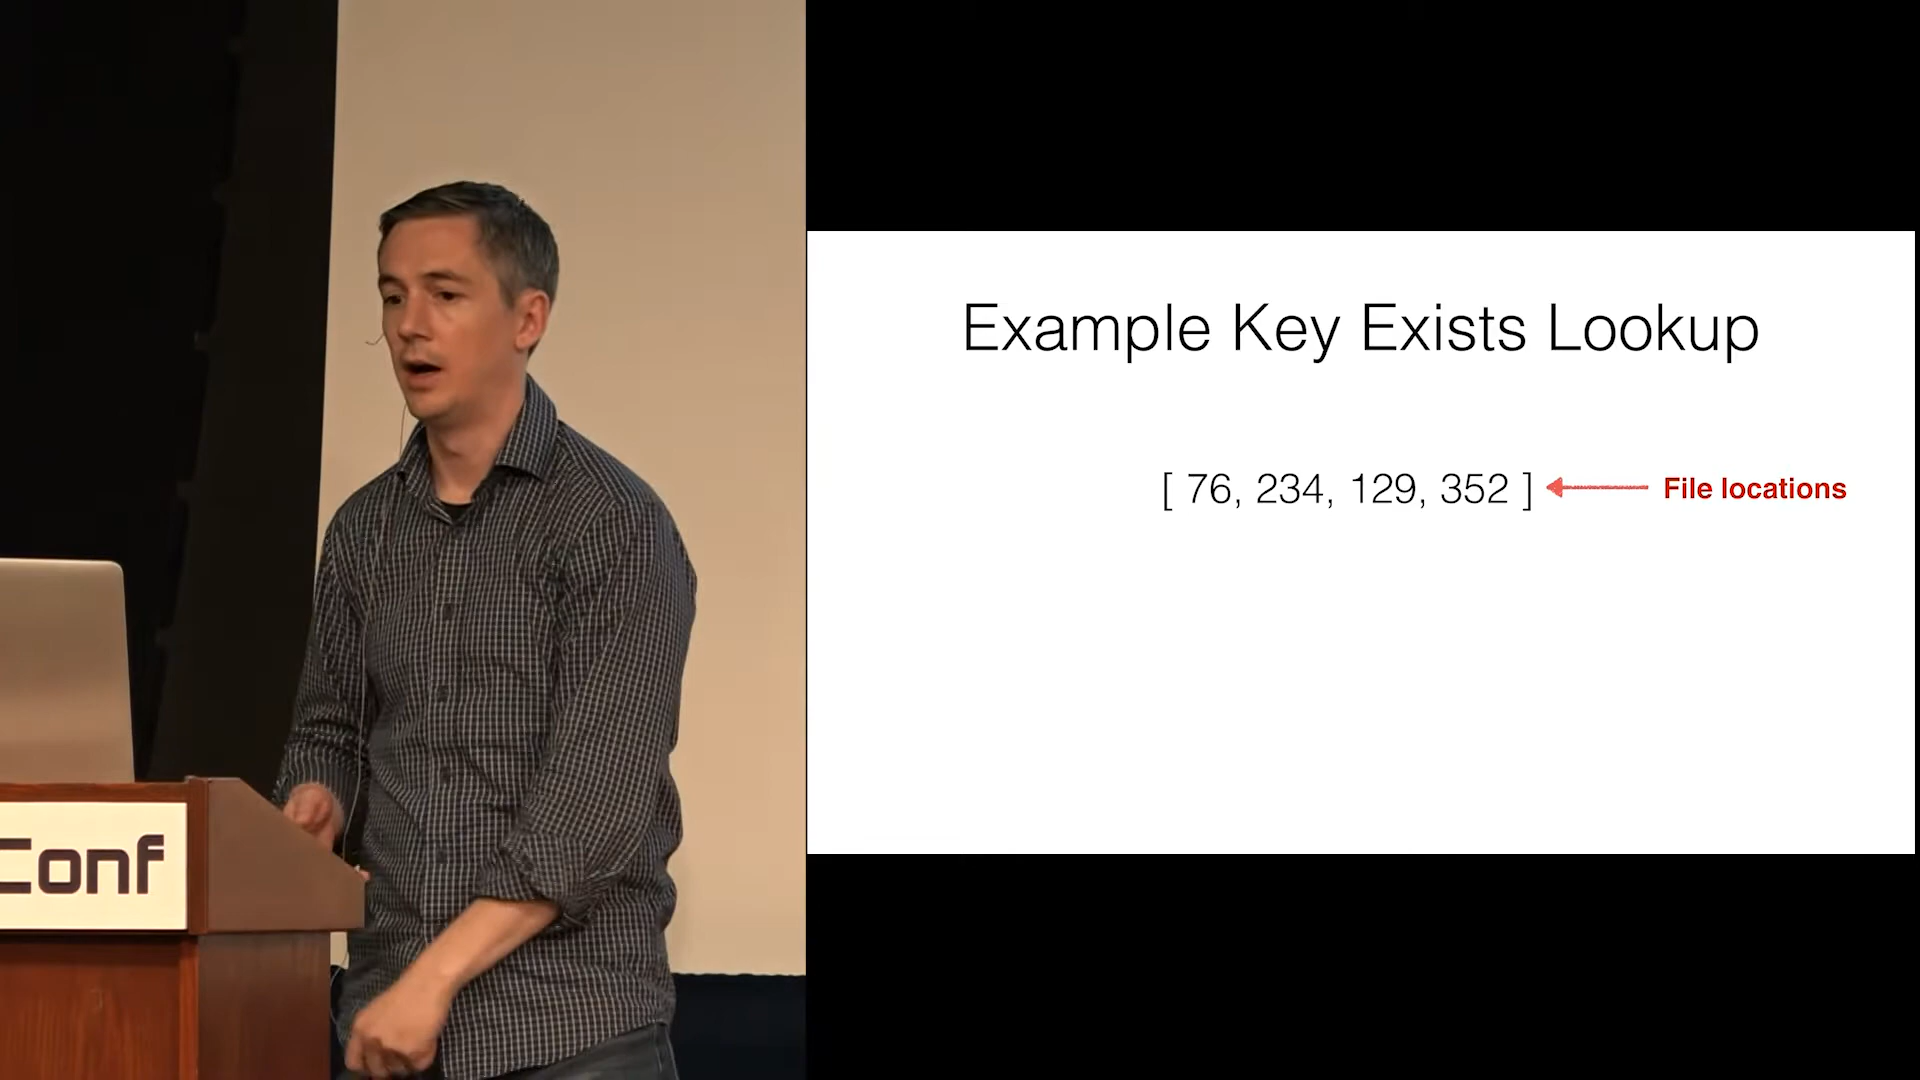 Conf
Example Key Exists Lookup
[ 76, 234, 129, 352 ]
File locations